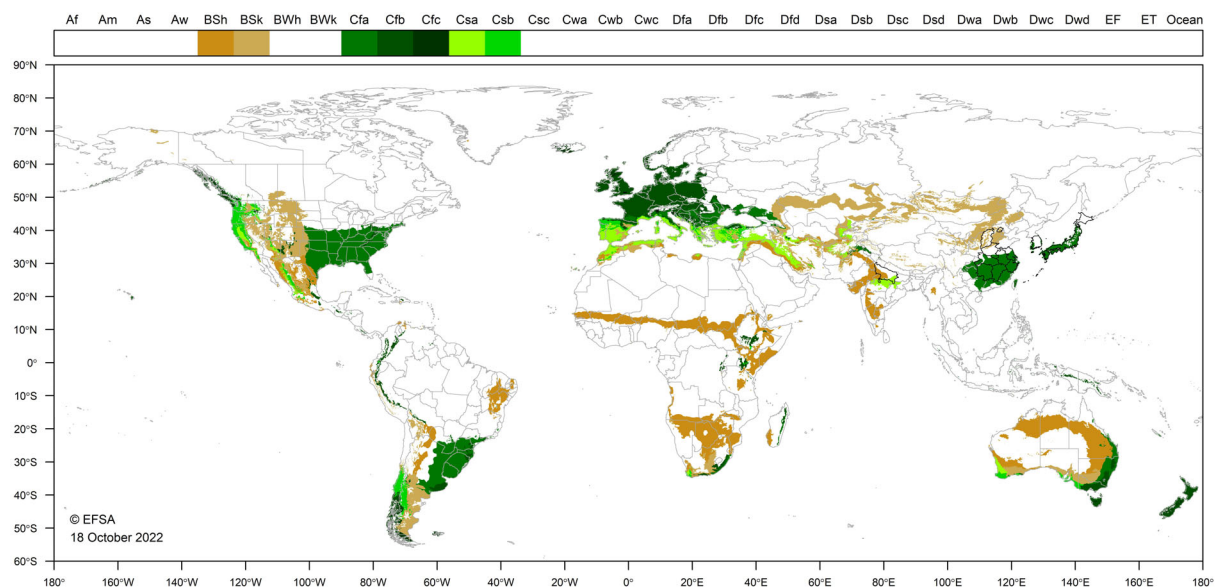 Af Am As Aw BSh BSk BWh BWk Cfa Cfb Cfc Csa Csb Csc Cwa Cwb Cwc Dfa Dfb Dfc Dfd Dsa Dsb Dsc Dsd Dwa Dwb Dwc Dwd EF ET Ocean
90°N
80°N
70°N
60°N
50°N
40°N
30°N
20°N
10°N
0°
10°S
20°S
30°S
40°S
50°S
60°S
© EFSA
18 October 2022
180° 160°W 140°W 120°W 100°W 80°W 60°W 40°W 20°W 0° 20°E 40°E 60°E 80°E 100°E 120°E 140°E 160°E 180°